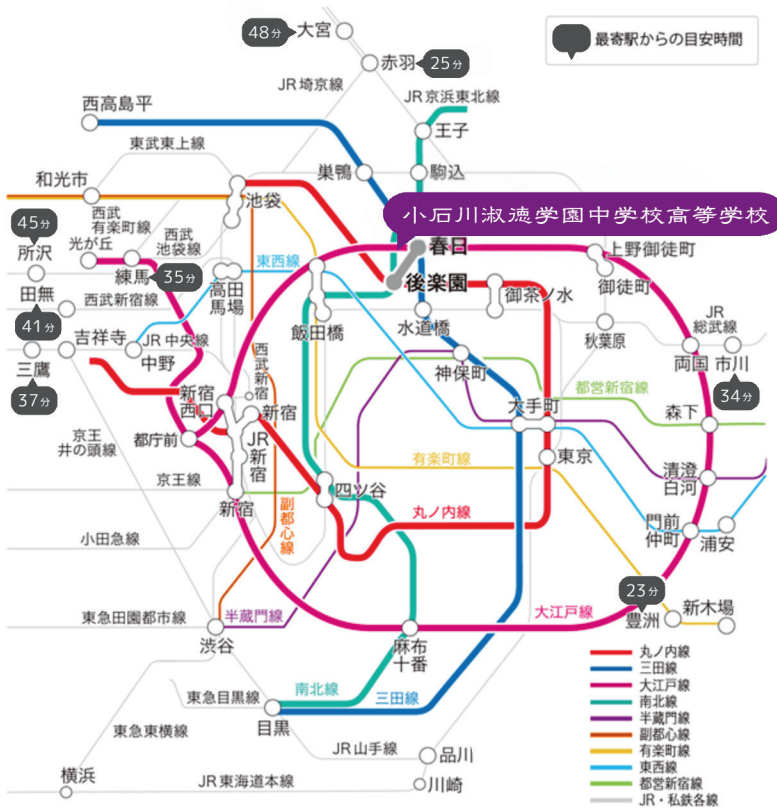 48分
大宮
最寄駅からの目安時間
赤羽
25分
JR埼京線
JR京浜東北線
西高島平
王子
東武東上線
巣鴨
駒込
和光市
池袋
小石川淑徳学園中学校高等学校
45分
西武
有楽町線
西武
池袋線
所沢
光が丘
春日
上野御徒町
練馬
35分
東西線
後楽園
御徒町
田無
西武新宿線
高田
馬場
御茶ノ水
飯田橋
水道橋
JR
総武線
41分
吉祥寺
JR中央線
秋葉原
三鷹
中野
西武新宿
神保町
両国
市川
37分
新宿
西口
新宿
大手町
都営新宿線
34分
森下
京王
井の頭線
都庁前
JR
新宿
有楽町線
東京
清澄
白河
京王線
四ツ谷
新宿
副都心線
丸ノ内線
門前
仲町
浦安
小田急線
23分
東急田園都市線
半蔵門線
大江戸線
豊洲
新木場
渋谷
麻布
十番
東急目黒線
南北線
三田線
目黒
東急東横線
JR山手線
品川
横浜
JR東海道本線
川崎
丸ノ内線
三田線
大江戸線
南北線
半蔵門線
副都心線
有楽町線
東西線
都営新宿線
JR・私鉄各線